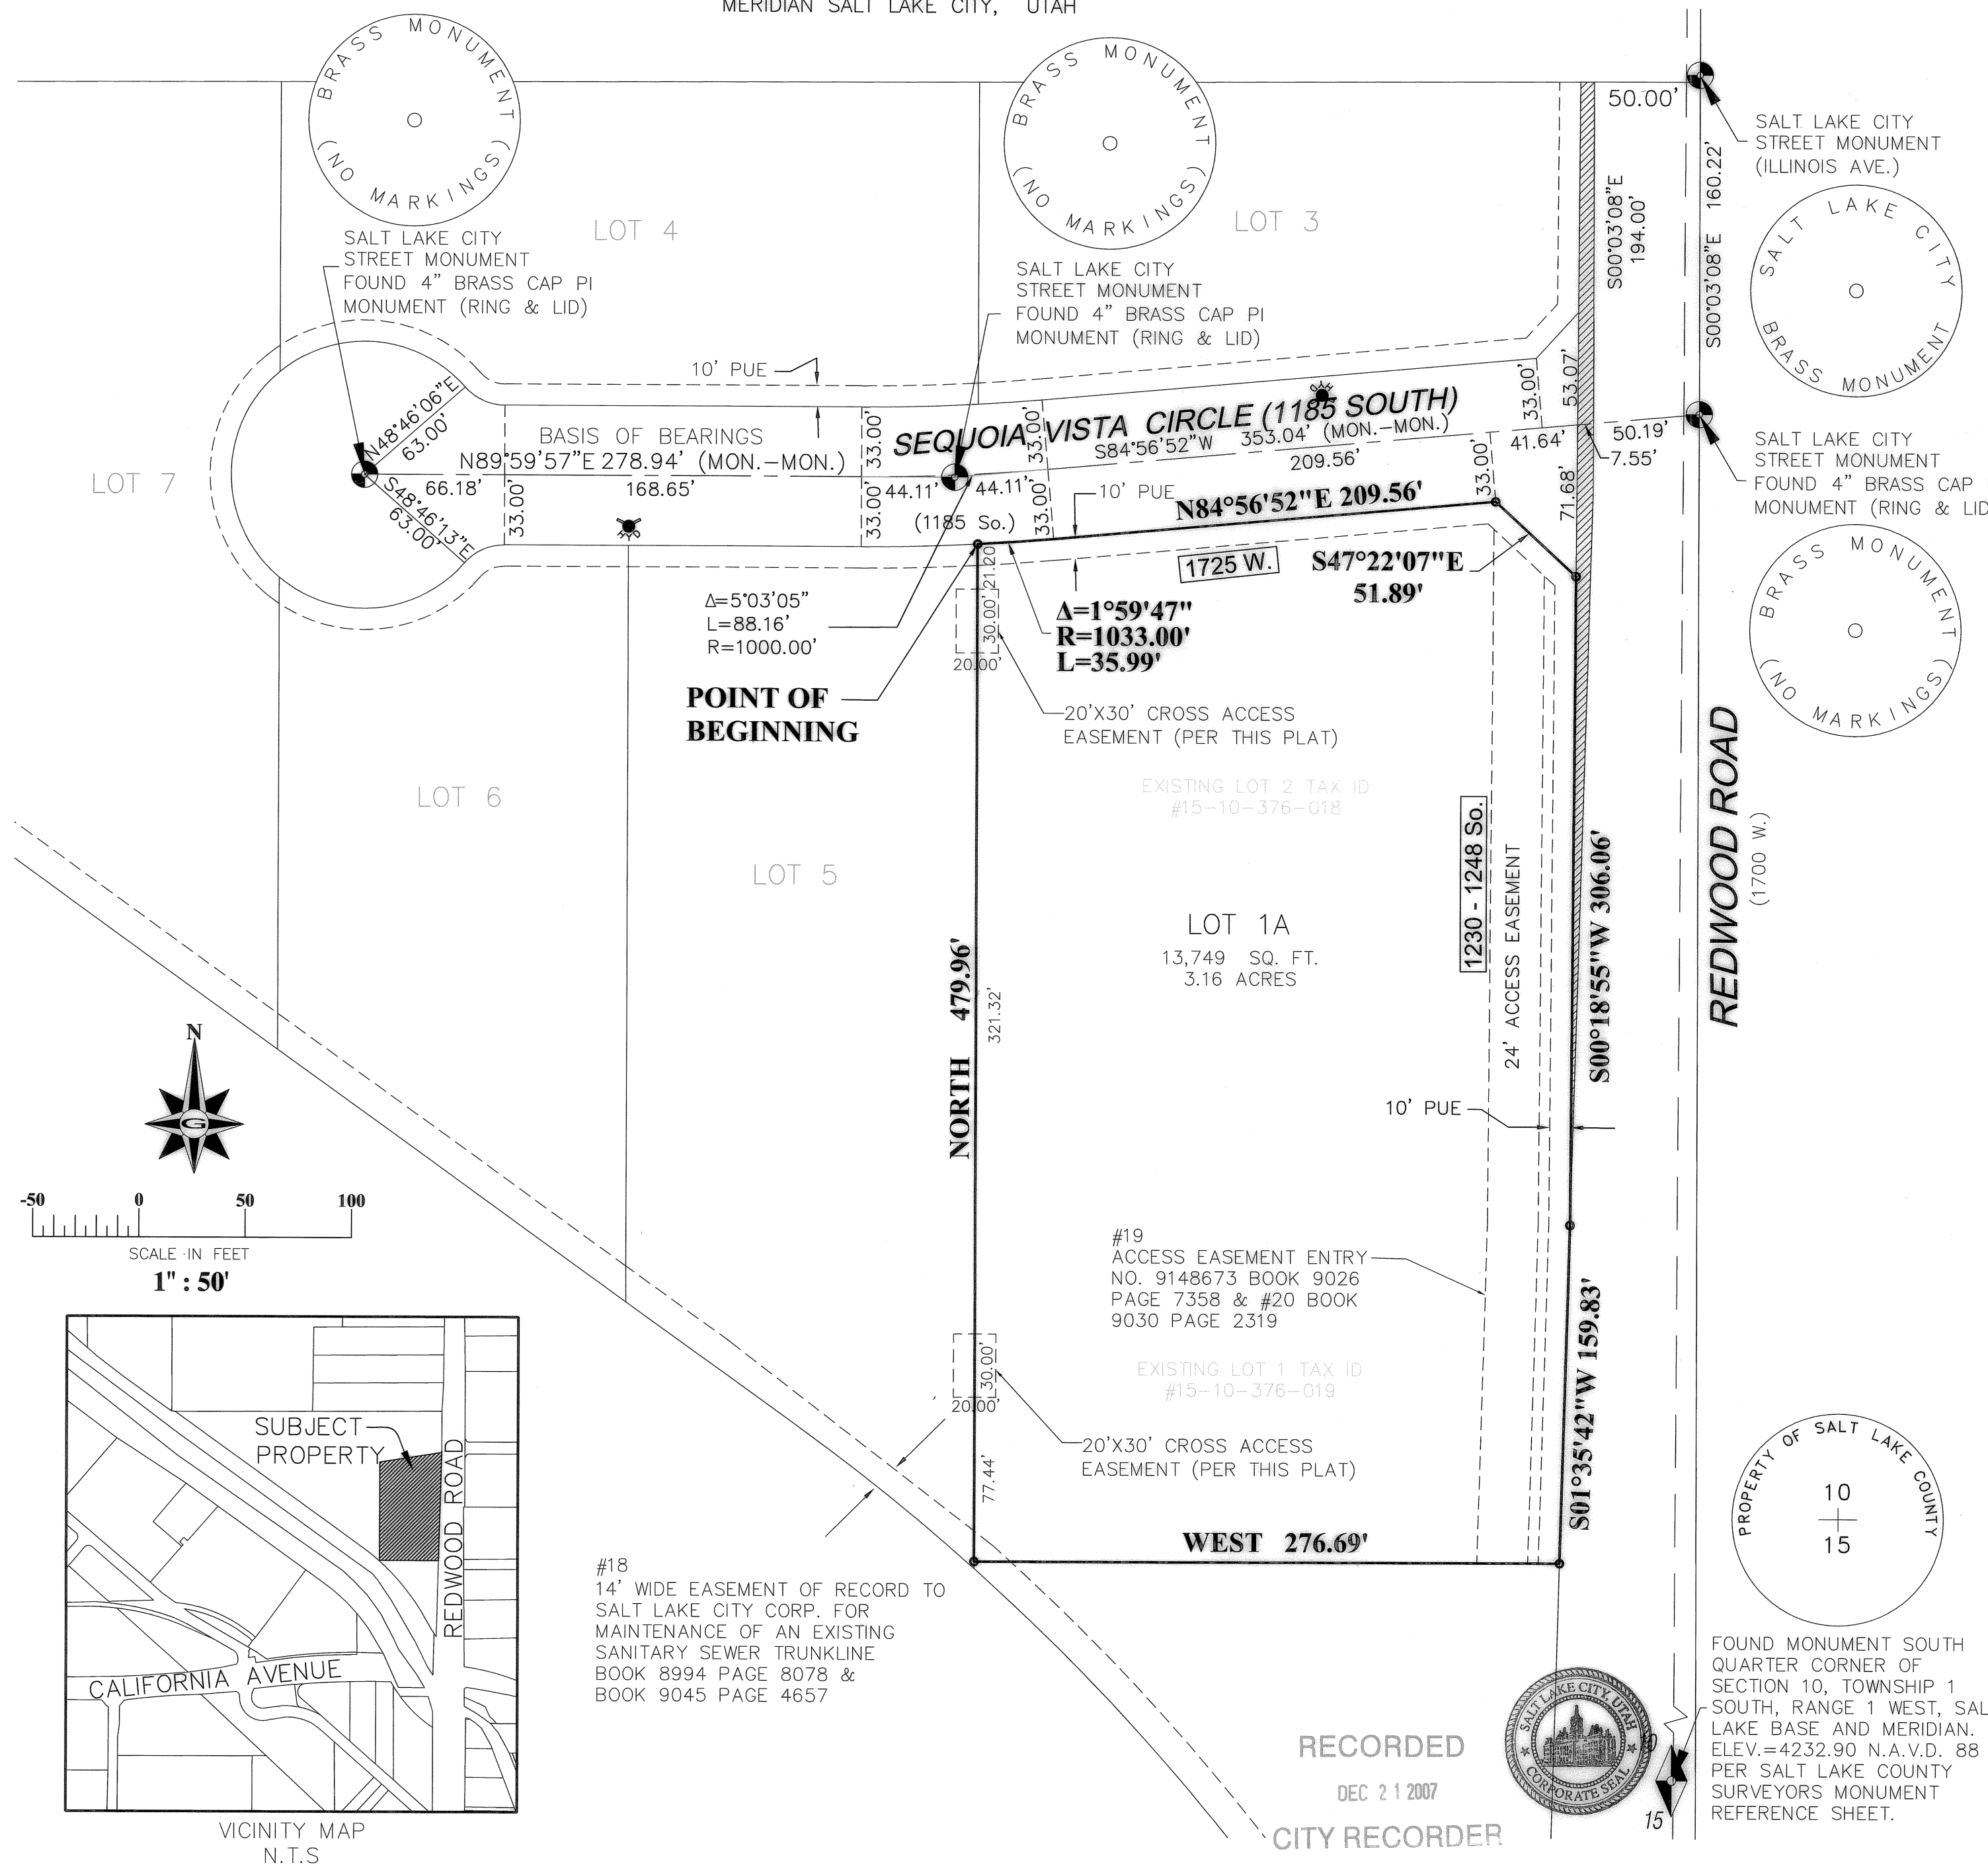 MERIDIAN SALT LAKE CITY, UTAH
BRASS MONUMENT
(NO MARKINGS)
BRASS MONUMENT
(NO MARKINGS)
50.00'
SALT LAKE CITY
STREET MONUMENT
(ILLINOIS AVE.)
S00°03'08"E 160.22'
S00°03'08"E
194.00'
SALT LAKE CITY
BRASS MONUMENT
LOT 4
LOT 3
SALT LAKE CITY
STREET MONUMENT
FOUND 4" BRASS CAP PI
MONUMENT (RING & LID)
SALT LAKE CITY
STREET MONUMENT
FOUND 4" BRASS CAP PI
MONUMENT (RING & LID)
10' PUE
HYD
SEQUOIA VISTA CIRCLE (1185 SOUTH)
S84°56'52"W 353.04' (MON.-MON.)
209.56'
33.00'
53.07'
41.64'
50.19'
7.55'
71.68'
33.00'
SALT LAKE CITY
STREET MONUMENT
FOUND 4" BRASS CAP
MONUMENT (RING & LID
N48°46'06"E
63.00'
S48°46'13"E
63.00'
BASIS OF BEARINGS
N89°59'57"E 278.94' (MON.-MON.)
66.18'
168.65'
33.00'
33.00'
33.00'
33.00'
33.00'
44.11'
44.11'
(1185 So.)
LOT 7
HYD
10' PUE
N84°56'52"E 209.56'
1725 W.
S47°22'07"E
51.89'
BRASS MONUMENT
(NO MARKINGS)
Δ=5°03'05"
L=88.16'
R=1000.00'
21.20
30.00'
20.00'
Δ=1°59'47"
R=1033.00'
L=35.99'
POINT OF
BEGINNING
20'X30' CROSS ACCESS
EASEMENT (PER THIS PLAT)
EXISTING LOT 2 TAX ID
#15-10-376-018
LOT 6
LOT 5
LOT 1A
13,749 SQ. FT.
3.16 ACRES
1230 - 1248 So.
24' ACCESS EASEMENT
S00°18'55"W 306.06'
REDWOOD ROAD
(1700 W.)
NORTH 479.96'
321.32'
10' PUE
N
G
-50 0 50 100
SCALE IN FEET
1" : 50'
#19
ACCESS EASEMENT ENTRY
NO. 9148673 BOOK 9026
PAGE 7358 & #20 BOOK
9030 PAGE 2319
S01°35'42"W 159.83'
EXISTING LOT 1 TAX ID
#15-10-376-019
30.00'
20.00'
77.44'
20'X30' CROSS ACCESS
EASEMENT (PER THIS PLAT)
WEST 276.69'
SUBJECT
PROPERTY
REDWOOD ROAD
CALIFORNIA AVENUE
VICINITY MAP
N.T.S
#18
14' WIDE EASEMENT OF RECORD TO
SALT LAKE CITY CORP. FOR
MAINTENANCE OF AN EXISTING
SANITARY SEWER TRUNKLINE
BOOK 8994 PAGE 8078 &
BOOK 9045 PAGE 4657
PROPERTY OF SALT LAKE COUNTY
10
15
FOUND MONUMENT SOUTH
QUARTER CORNER OF
SECTION 10, TOWNSHIP 1
SOUTH, RANGE 1 WEST, SAL
LAKE BASE AND MERIDIAN.
ELEV.=4232.90 N.A.V.D. 88
PER SALT LAKE COUNTY
SURVEYORS MONUMENT
REFERENCE SHEET.
10
15
SALT LAKE CITY, UTAH
CORPORATE SEAL
RECORDED
DEC 21 2007
CITY RECORDER